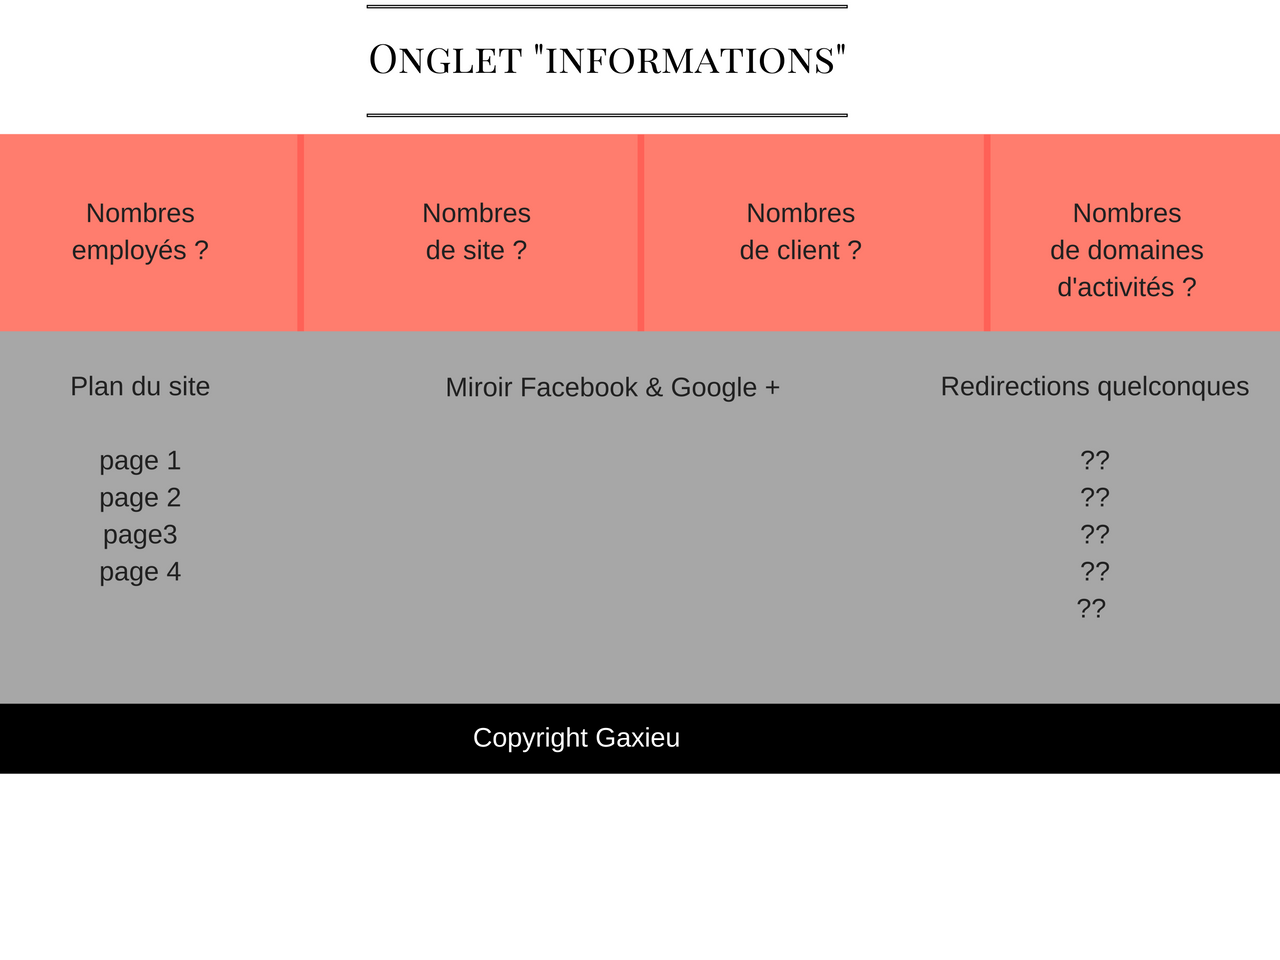 Onglet "informations"
Nombres
employés ?
Nombres
de site ?
Nombres
de client ?
Nombres
de domaines
d'activités ?
Plan du site
page 1
page 2
page3
page 4
Miroir Facebook & Google +
Redirections quelconques
??
??
??
??
??
Copyright Gaxieu